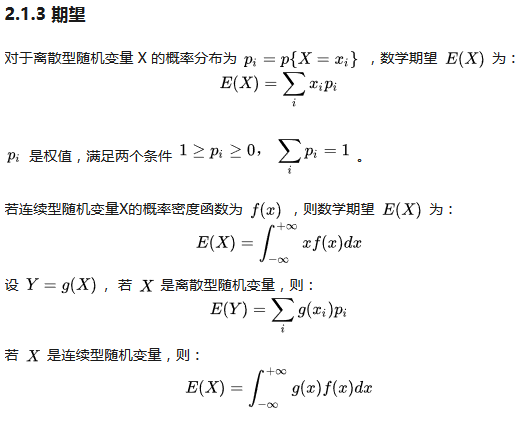 2.1.3 期望
对于离散型随机变量 X 的概率分布为 $p_i = p\{X = x_i\}$ ，数学期望 $E(X)$ 为：
$E(X) = \sum_i x_i p_i$
$p_i$ 是权值，满足两个条件 $1 \ge p_i \ge 0，\sum_i p_i = 1$ 。
若连续型随机变量X的概率密度函数为 $f(x)$ ，则数学期望 $E(X)$ 为：
$E(X) = \int_{-\infty}^{+\infty} xf(x)dx$
设 $Y = g(X)$ ，若 $X$ 是离散型随机变量，则：
$E(Y) = \sum_i g(x_i)p_i$
若 $X$ 是连续型随机变量，则：
$E(X) = \int_{-\infty}^{+\infty} g(x)f(x)dx$